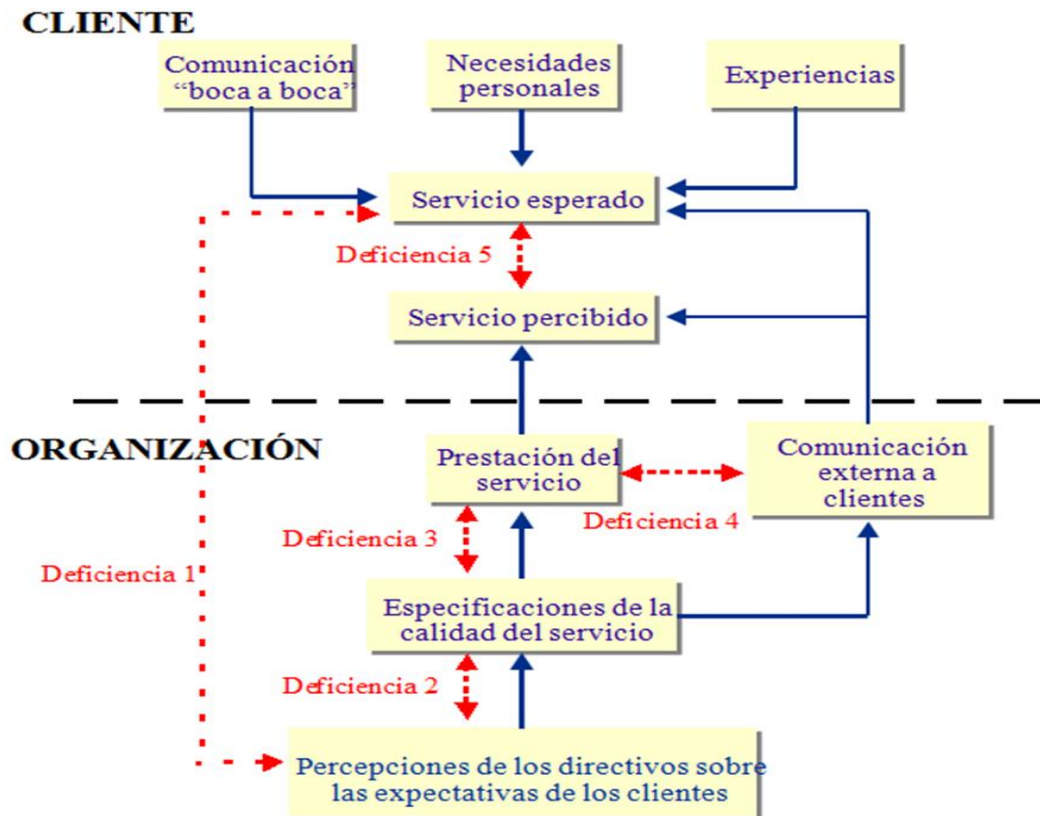 CLIENTE
Comunicación
“boca a boca”
Necesidades
personales
Experiencias
Servicio esperado
Deficiencia 5
Servicio percibido
ORGANIZACIÓN
Prestación del
servicio
Comunicación
externa a
clientes
Deficiencia 4
Deficiencia 3
Deficiencia 1
Especificaciones de la
calidad del servicio
Deficiencia 2
Percepciones de los directivos sobre
las expectativas de los clientes